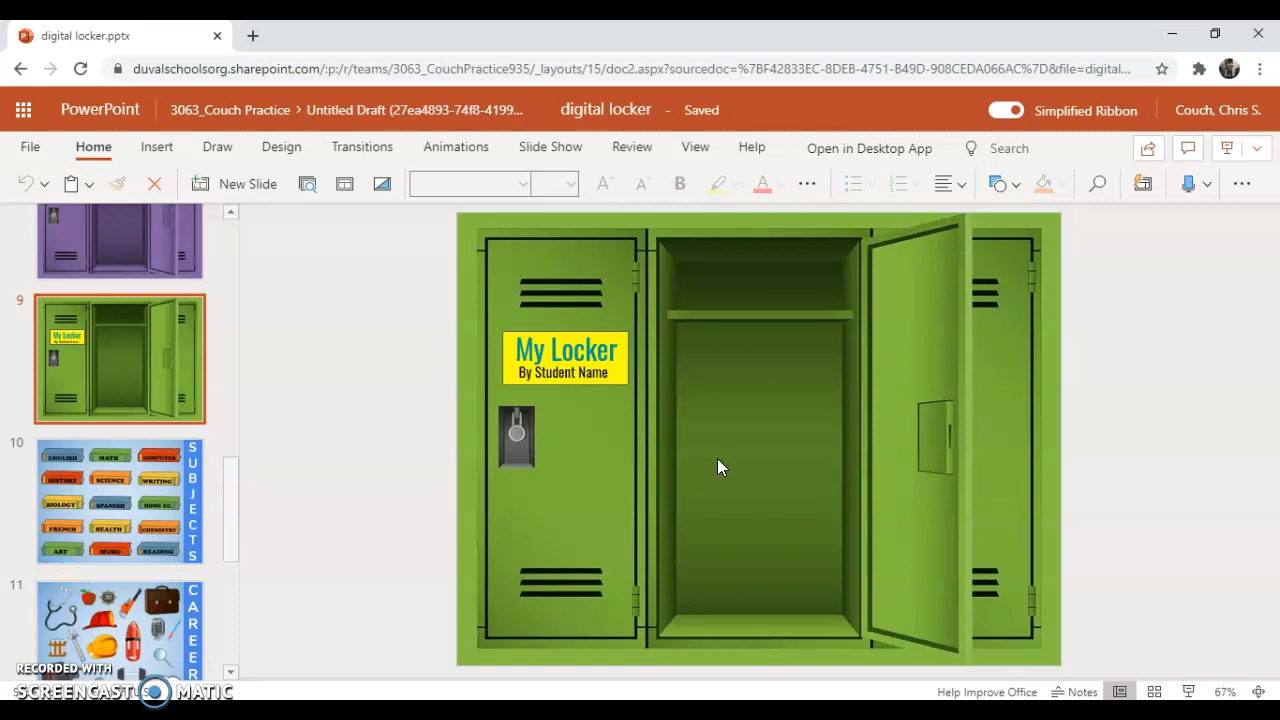 digital locker.pptx
duvalschoolsorg.sharepoint.com/:p:/r/teams/3063_CouchPractice935/_layouts/15/doc2.aspx?sourcedoc=%7BF42833EC-8DEB-4751-B49D-908CEDA066AC%7D&file=digital...
PowerPoint 3063_Couch Practice > Untitled Draft (27ea4893-74f8-4199... digital locker - Saved Simplified Ribbon Couch, Chris S.
File Home Insert Draw Design Transitions Animations Slide Show Review View Help Open in Desktop App Search
New Slide B A
9
My Locker
By Student Name
My Locker
By Student Name
10
ENGLISH MATH COMPUTER
HISTORY SCIENCE WRITING
BIOLOGY SPANISH HOME EC.
FRENCH HEALTH CHEMISTRY
ART MUSIC READING
SUBJECTS
11
CAREER
RECORDED WITH
SCREENCAST MATIC
Help Improve Office Notes 67%